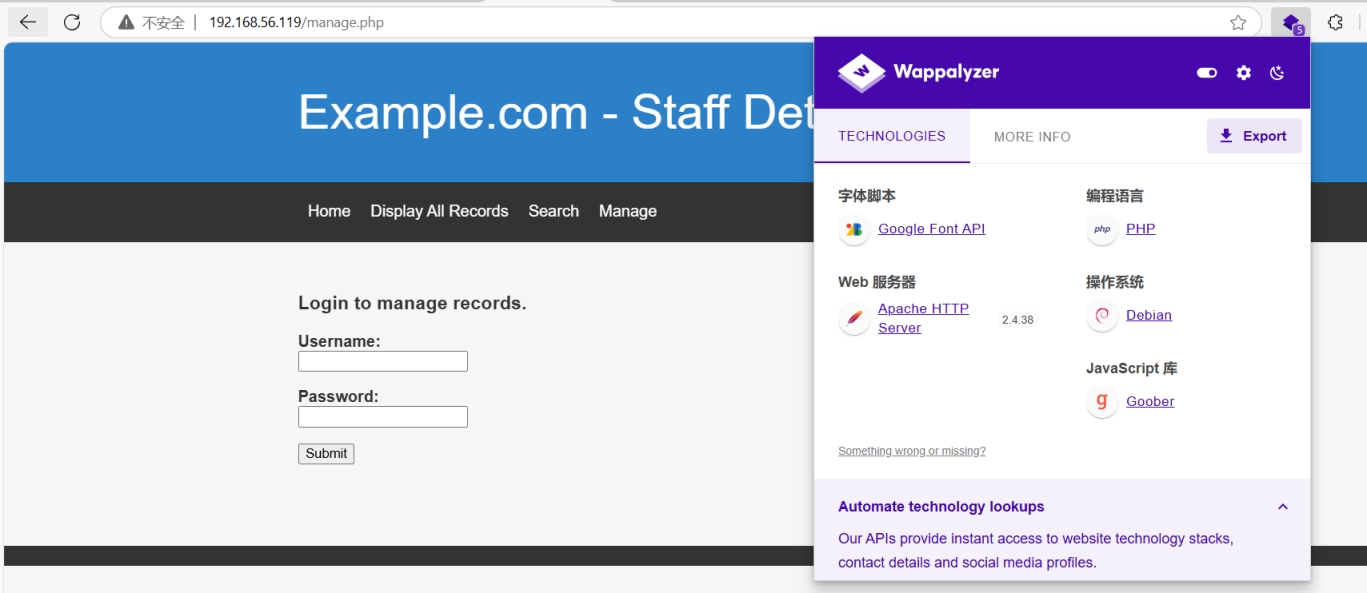 不安全 | 192.168.56.119/manage.php
5
Example.com - Staff Det
Home Display All Records Search Manage
Login to manage records.
Username:
Password:
Submit
W Wappalyzer
TECHNOLOGIES MORE INFO Export
字体脚本
Google Font API
编程语言
php PHP
Web 服务器
Apache HTTP
Server 2.4.38
操作系统
Debian
JavaScript 库
g Goober
Something wrong or missing?
Automate technology lookups
Our APIs provide instant access to website technology stacks,
contact details and social media profiles.